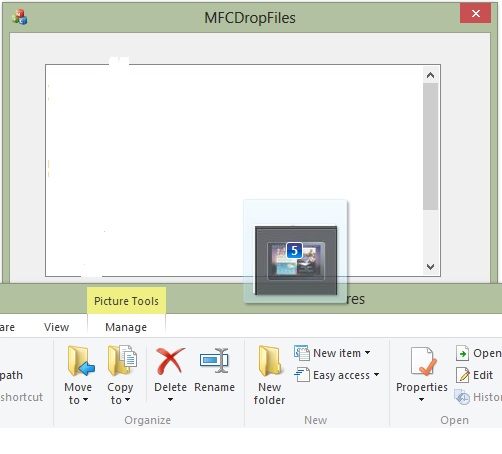 MFCDropFiles
5
res
Picture Tools
are
View
Manage
path
shortcut
Move to
Copy to
Delete
Rename
New folder
New item
Easy access
Properties
Open
Edit
Histo
Organize
New
Open